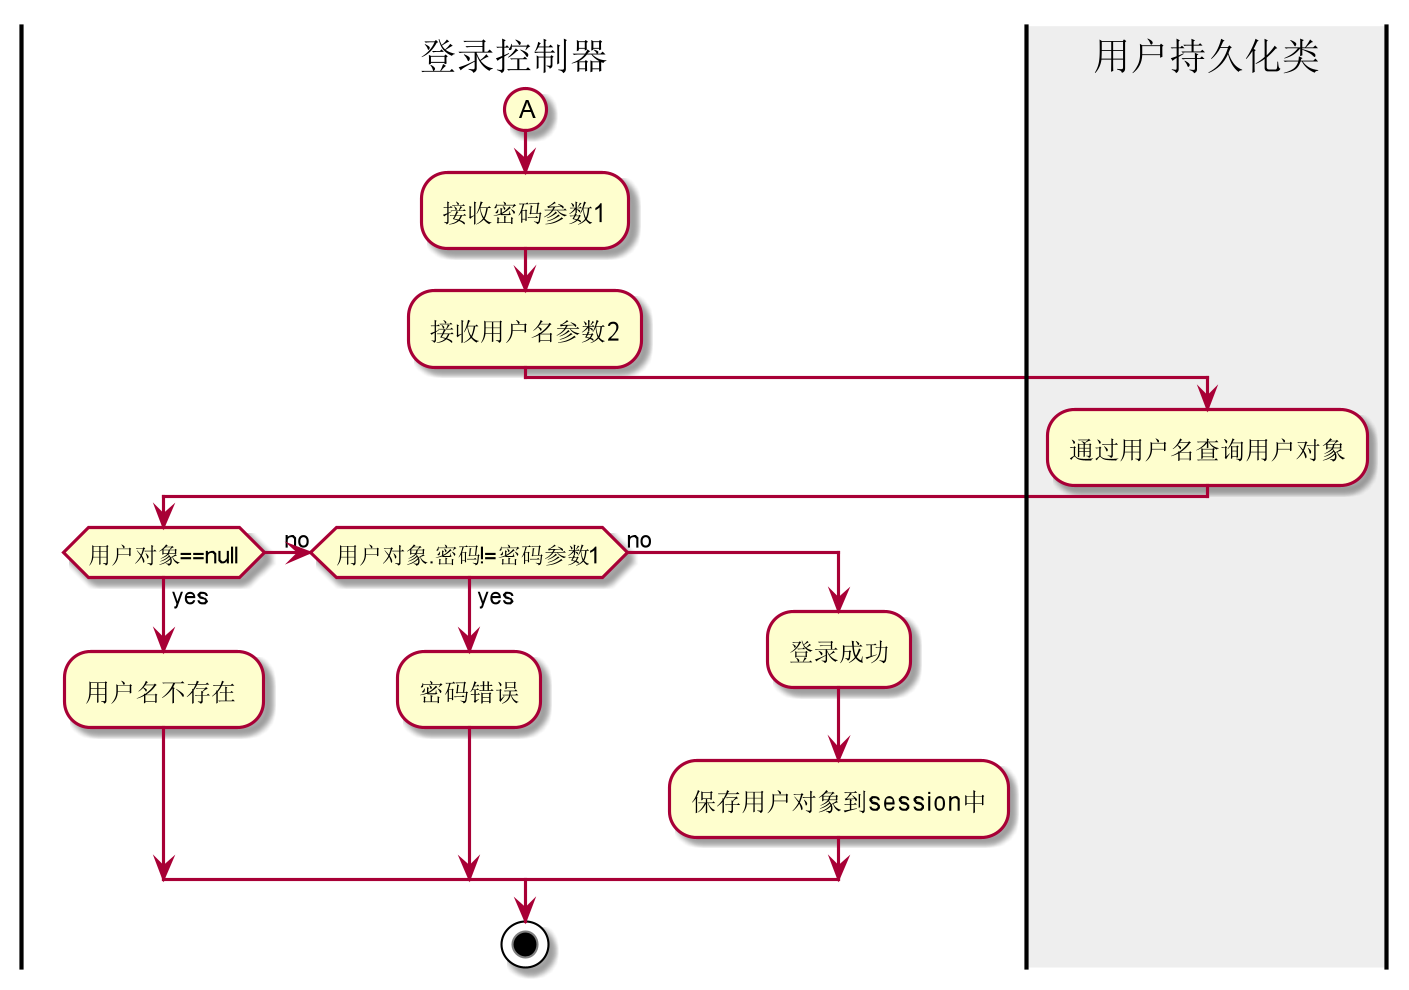 登录控制器
用户持久化类
A
接收密码参数1
接收用户名参数2
通过用户名查询用户对象
用户对象==null
no
用户对象.密码!=密码参数1
no
yes
yes
登录成功
用户名不存在
密码错误
保存用户对象到session中